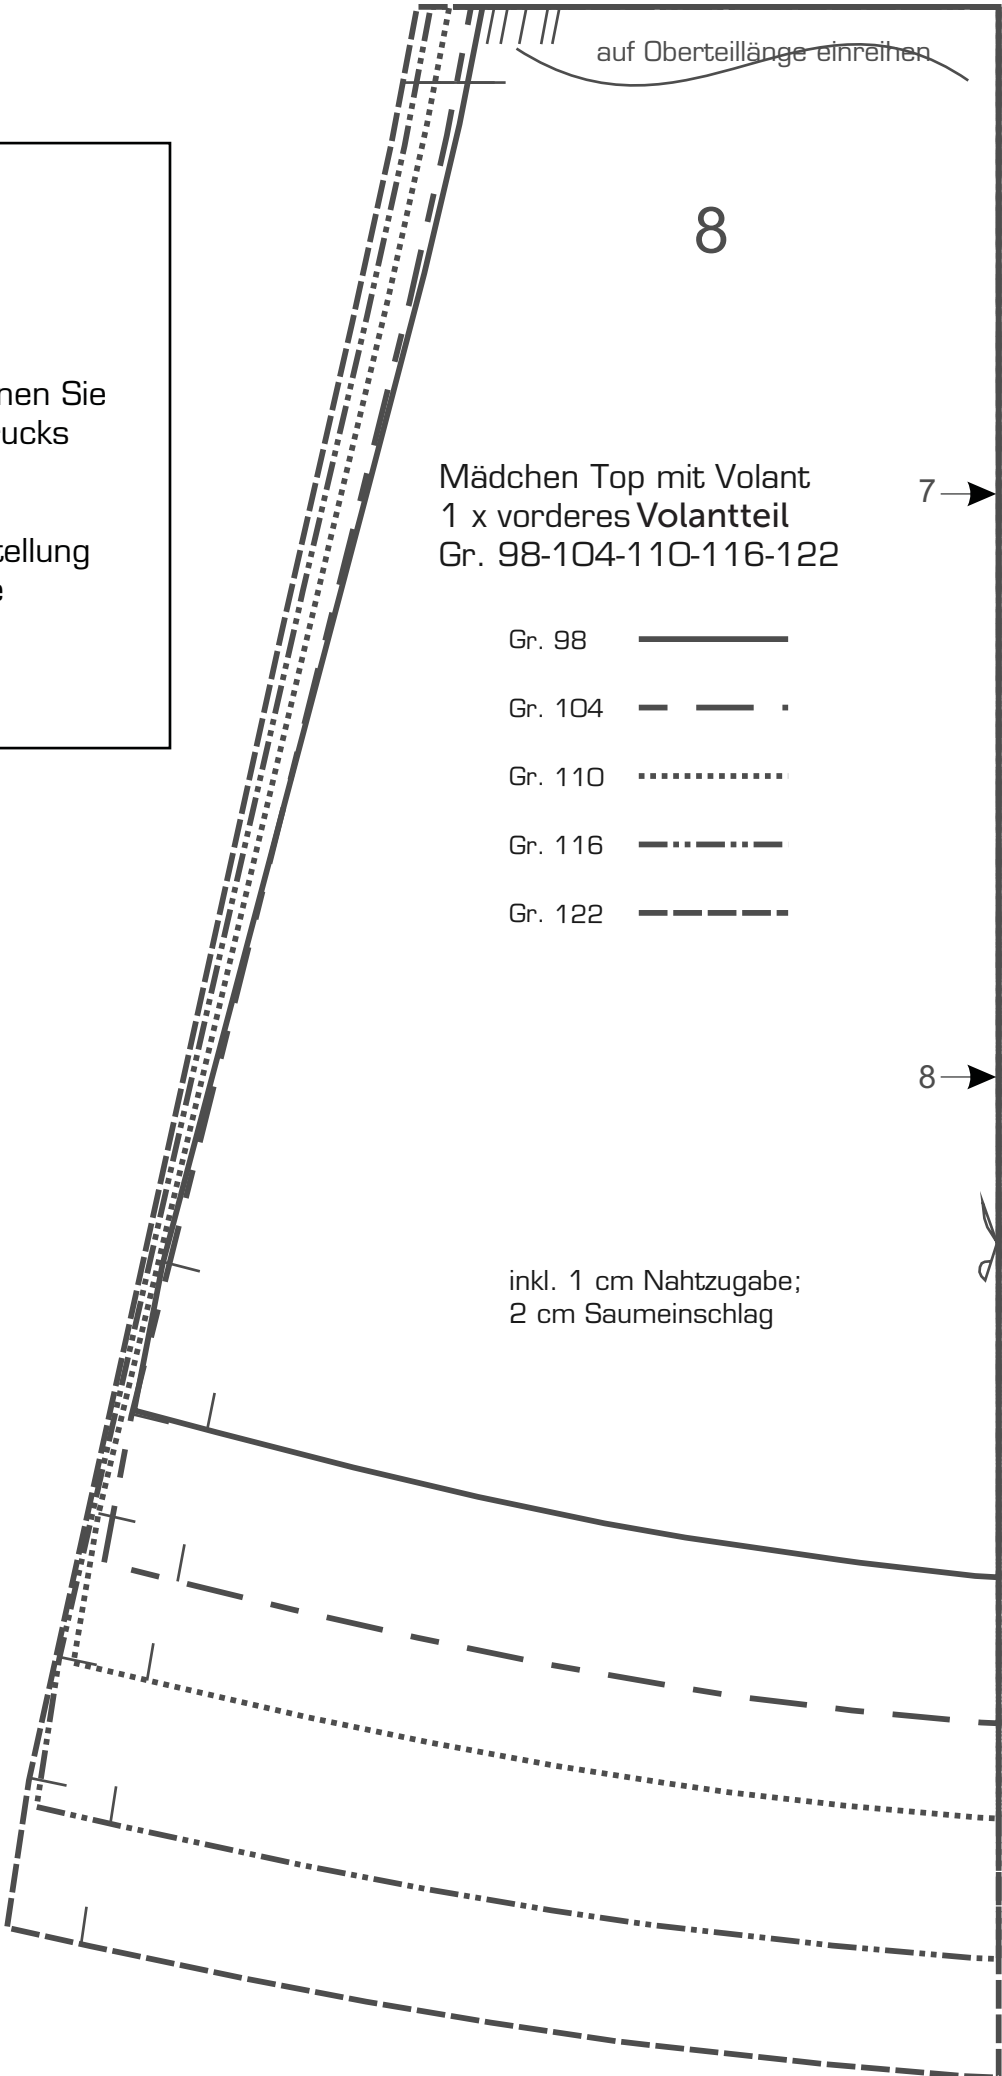 auf Oberteillänge einreihen
8
nen Sie
ucks
tellung
e
Mädchen Top mit Volant
1 x vorderes Volantteil
Gr. 98-104-110-116-122
7
Gr. 98
Gr. 104
Gr. 110
Gr. 116
Gr. 122
8
inkl. 1 cm Nahtzugabe;
2 cm Saumeinschlag